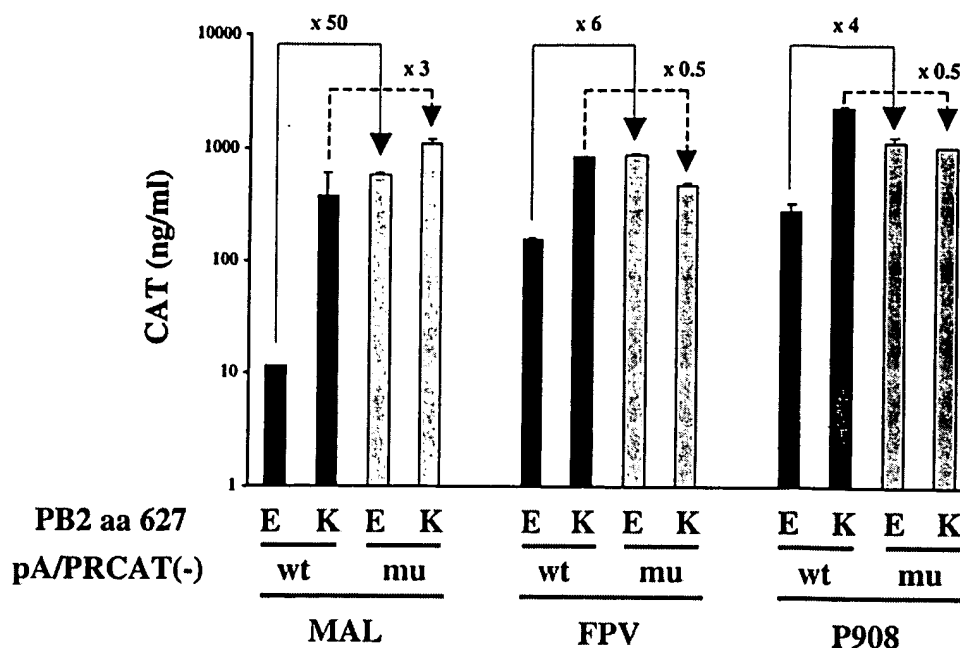 x 50
x 6
x 4
x 3
x 0.5
x 0.5
10000
1000
100
10
1
CAT (ng/ml)
PB2 aa 627 E K E K E K E K E K E K
pA/PRCAT(-) wt mu wt mu wt mu
MAL FPV P908